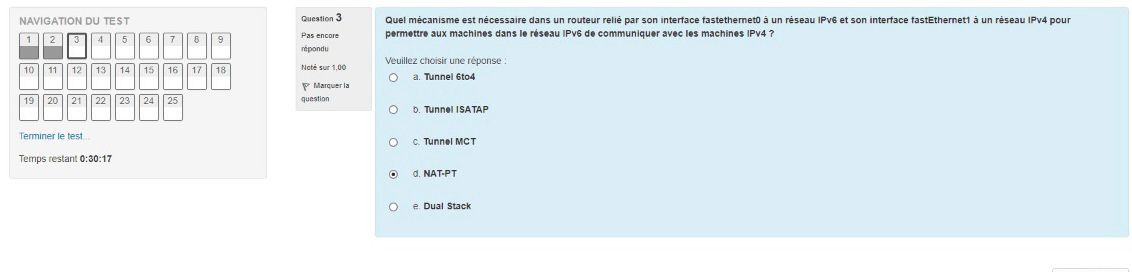 NAVIGATION DU TEST
1 2 3 4 5 6 7 8 9
10 11 12 13 14 15 16 17 18
19 20 21 22 23 24 25
Terminer le test...
Temps restant 0:30:17
Question 3
Pas encore
répondu
Noté sur 1,00
Marquer la
question
Quel mécanisme est nécessaire dans un routeur relié par son interface fastethernet0 à un réseau IPv6 et son interface fastEthernet1 à un réseau IPv4 pour
permettre aux machines dans le réseau IPv6 de communiquer avec les machines IPv4 ?
Veuillez choisir une réponse :
a. Tunnel 6to4
b. Tunnel ISATAP
c. Tunnel MCT
d. NAT-PT
e. Dual Stack